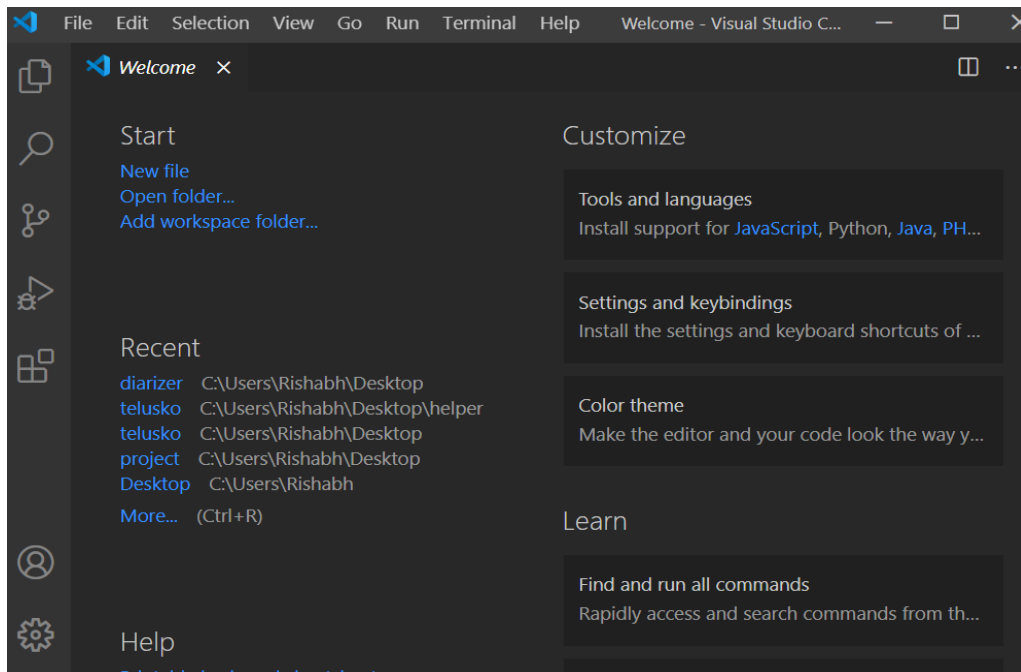 File Edit Selection View Go Run Terminal Help Welcome - Visual Studio C...
Welcome
Start
New file
Open folder...
Add workspace folder...
Recent
diarizer C:\Users\Rishabh\Desktop
telusko C:\Users\Rishabh\Desktop\helper
telusko C:\Users\Rishabh\Desktop
project C:\Users\Rishabh\Desktop
Desktop C:\Users\Rishabh
More... (Ctrl+R)
Help
Customize
Tools and languages
Install support for JavaScript, Python, Java, PH...
Settings and keybindings
Install the settings and keyboard shortcuts of ...
Color theme
Make the editor and your code look the way y...
Learn
Find and run all commands
Rapidly access and search commands from th...